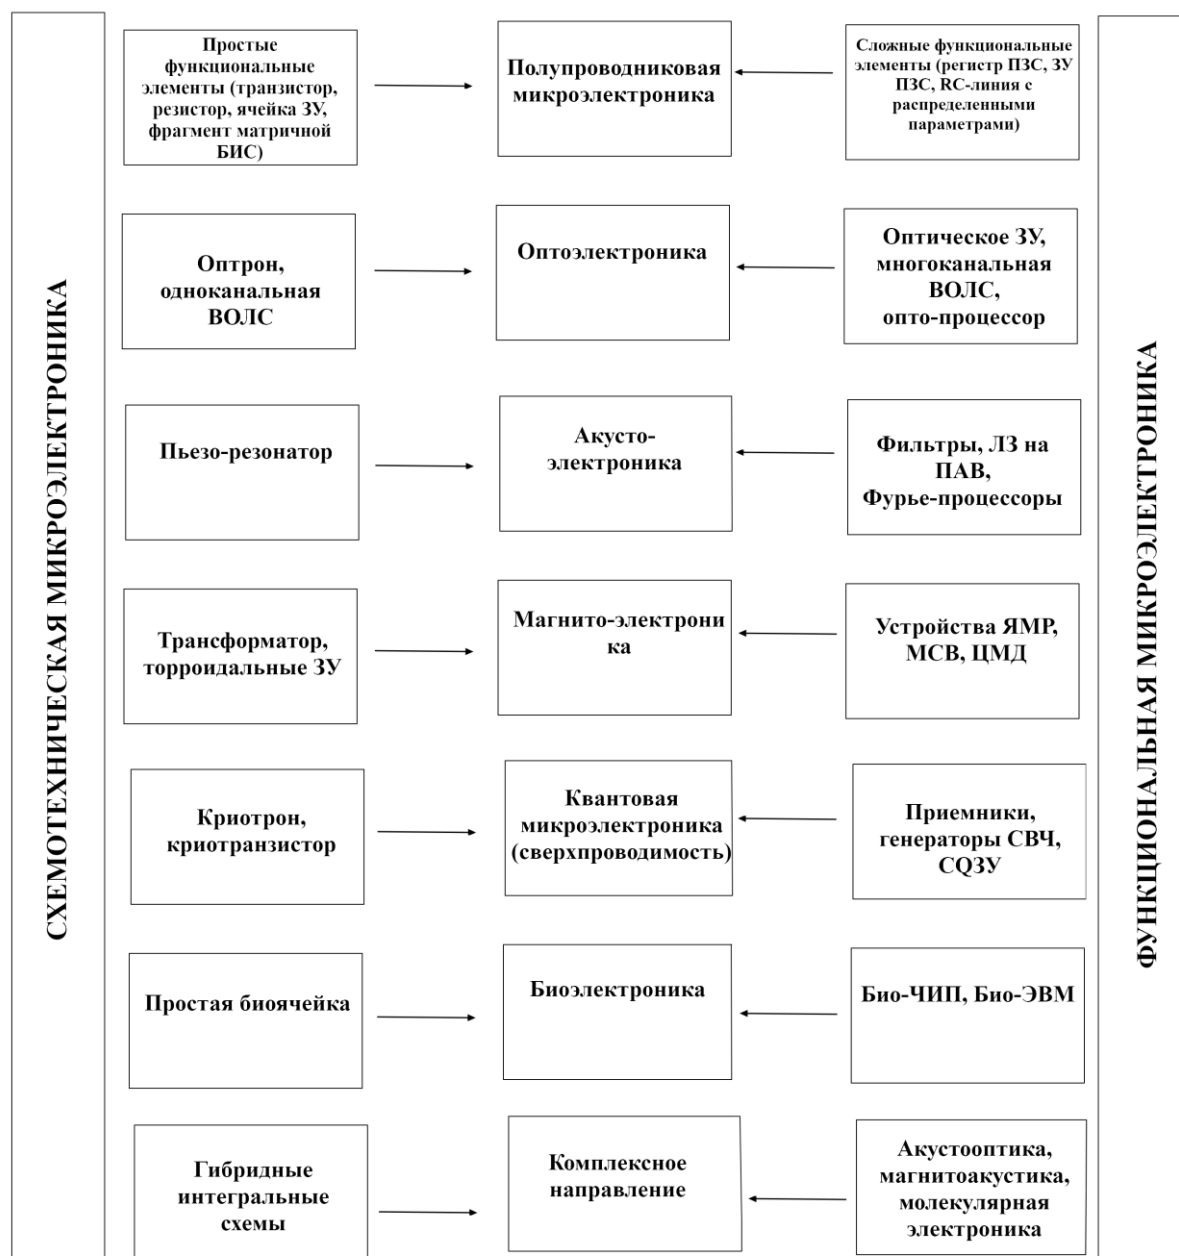 СХЕМОТЕХНИЧЕСКАЯ МИКРОЭЛЕКТРОНИКА
Простые
функциональные
элементы (транзистор,
резистор, ячейка ЗУ,
фрагмент матричной
БИС)
Полупроводниковая
микроэлектроника
Сложные функциональные
элементы (регистр ПЗС, ЗУ
ПЗС, RC-линия с
распределенными
параметрами)
Оптрон,
одноканальная
ВОЛС
Оптоэлектроника
Оптическое ЗУ,
многоканальная
ВОЛС,
опто-процессор
Пьезо-резонатор
Акусто-
электроника
Фильтры, ЛЗ на
ПАВ,
Фурье-процессоры
Трансформатор,
торроидальные ЗУ
Магнито-электрони
ка
Устройства ЯМР,
МСВ, ЦМД
Криотрон,
криотранзистор
Квантовая
микроэлектроника
(сверхпроводимость)
Приемники,
генераторы СВЧ,
CQЗУ
Простая биоячейка
Биоэлектроника
Био-ЧИП, Био-ЭВМ
Гибридные
интегральные
схемы
Комплексное
направление
Акустооптика,
магнитоакустика,
молекулярная
электроника
ФУНКЦИОНАЛЬНАЯ МИКРОЭЛЕКТРОНИКА